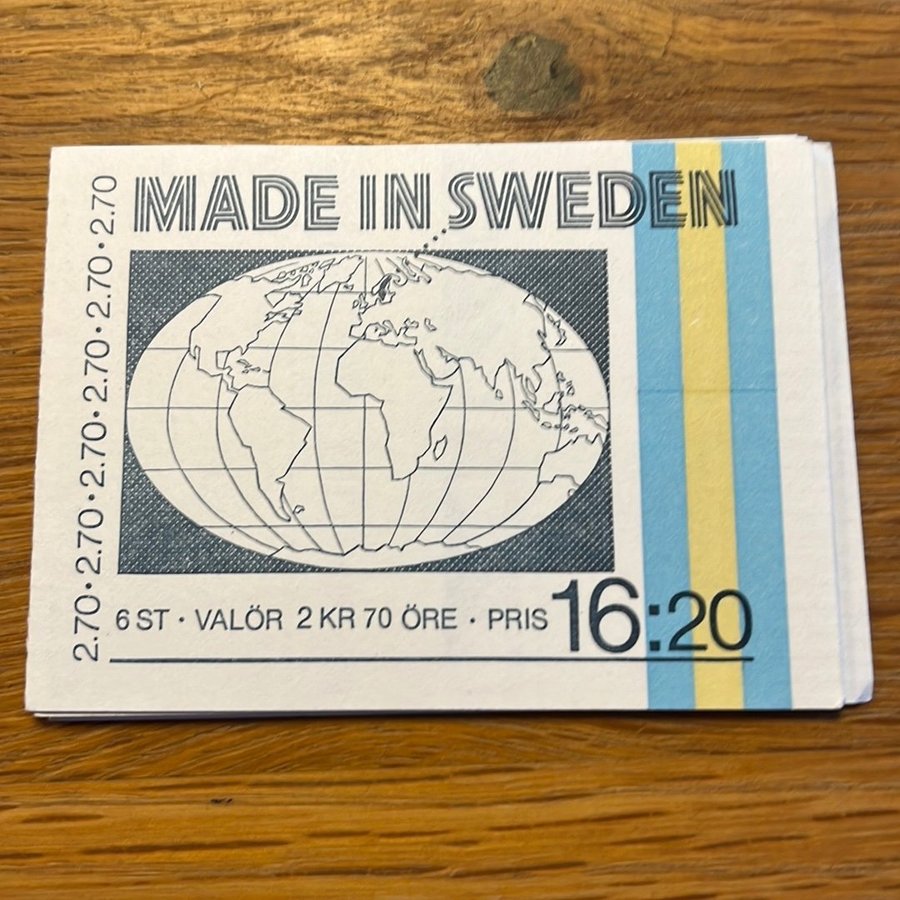 MADE IN SWEDEN
2.70 · 2.70 · 2.70 · 2.70 · 2.70 · 2.70
6 ST · VALÖR 2 KR 70 ÖRE · PRIS 16:20